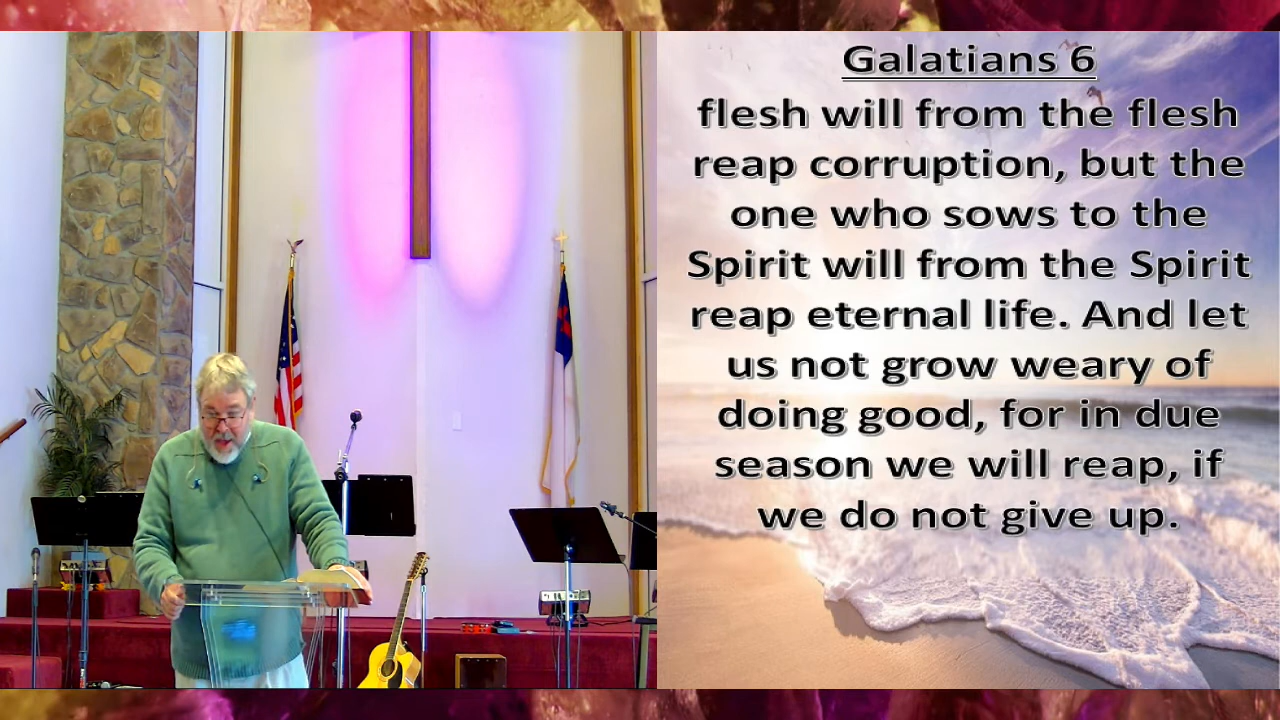 Galatians 6
flesh will from the flesh
reap corruption, but the
one who sows to the
Spirit will from the Spirit
reap eternal life. And let
us not grow weary of
doing good, for in due
season we will reap, if
we do not give up.